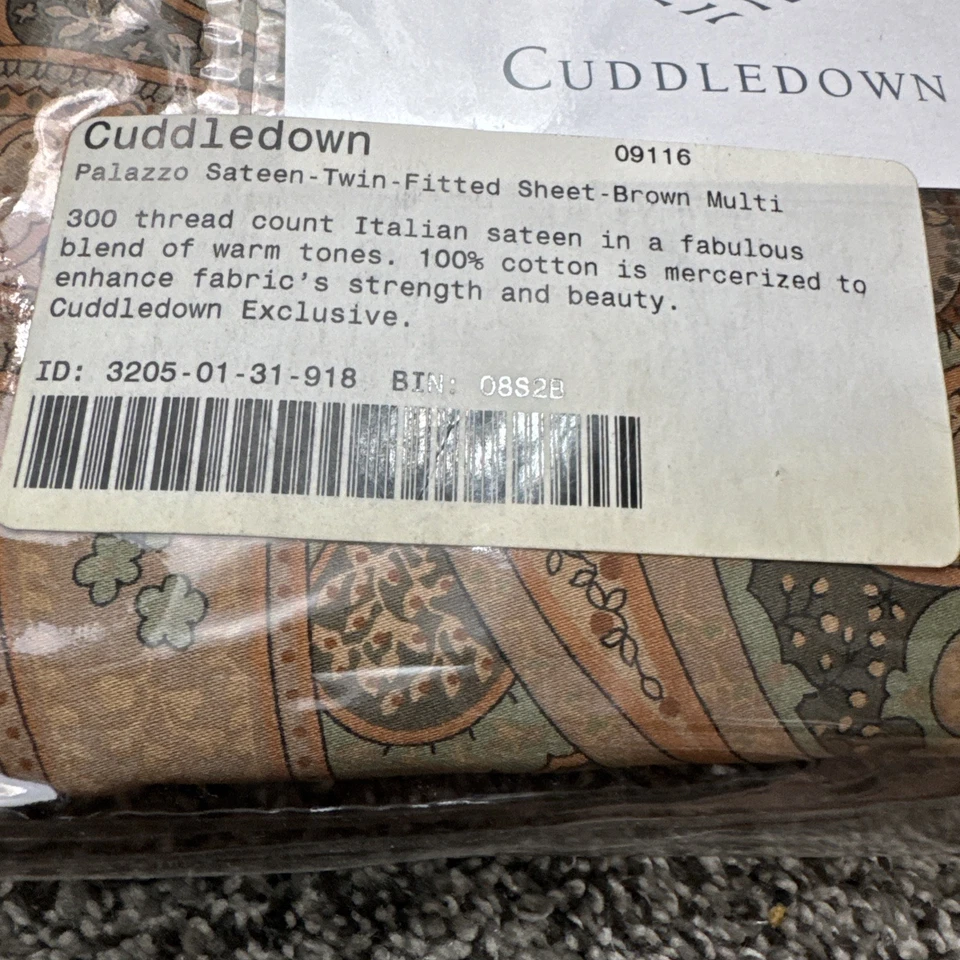 CUDDLEDOWN
Cuddledown
09116
Palazzo Sateen-Twin-Fitted Sheet-Brown Multi
300 thread count Italian sateen in a fabulous
blend of warm tones. 100% cotton is mercerized to
enhance fabric's strength and beauty.
Cuddledown Exclusive.
ID: 3205-01-31-918 BIN: 08S2B